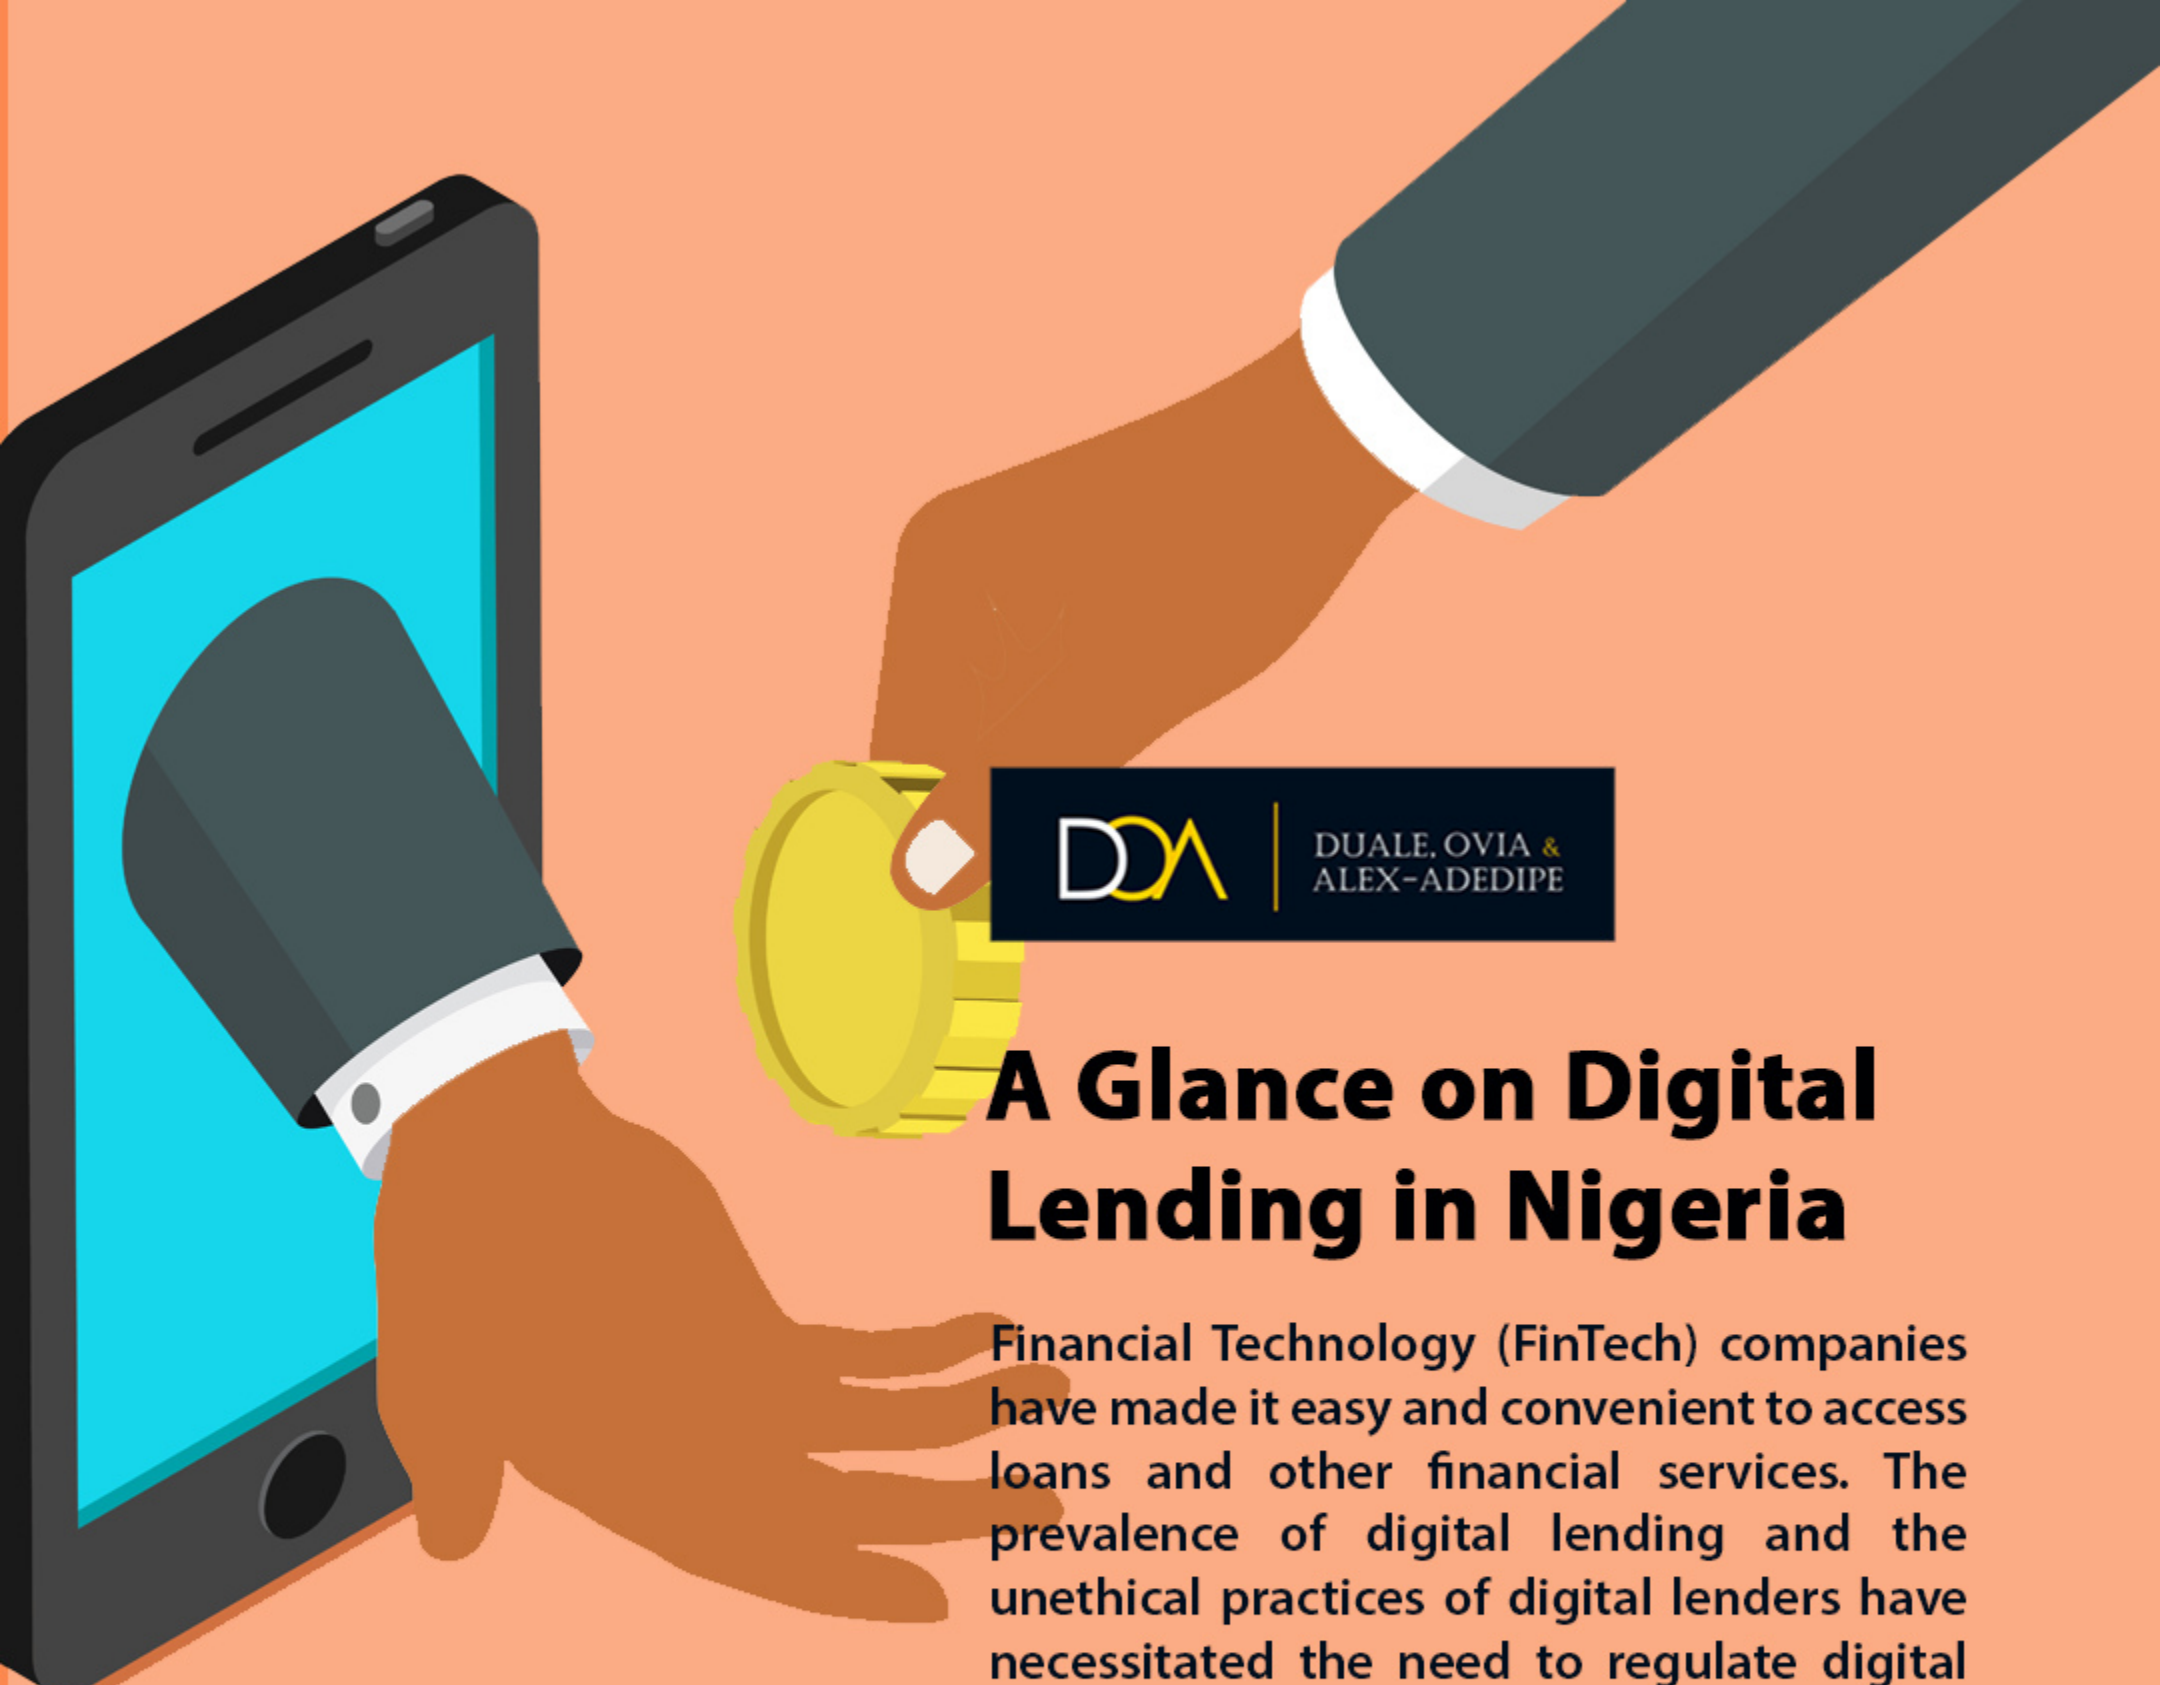 DOA
DUALE, OVIA &
ALEX-ADEDIPE
A Glance on Digital
Lending in Nigeria
Financial Technology (FinTech) companies
have made it easy and convenient to access
loans and other financial services. The
prevalence of digital lending and the
unethical practices of digital lenders have
necessitated the need to regulate digital